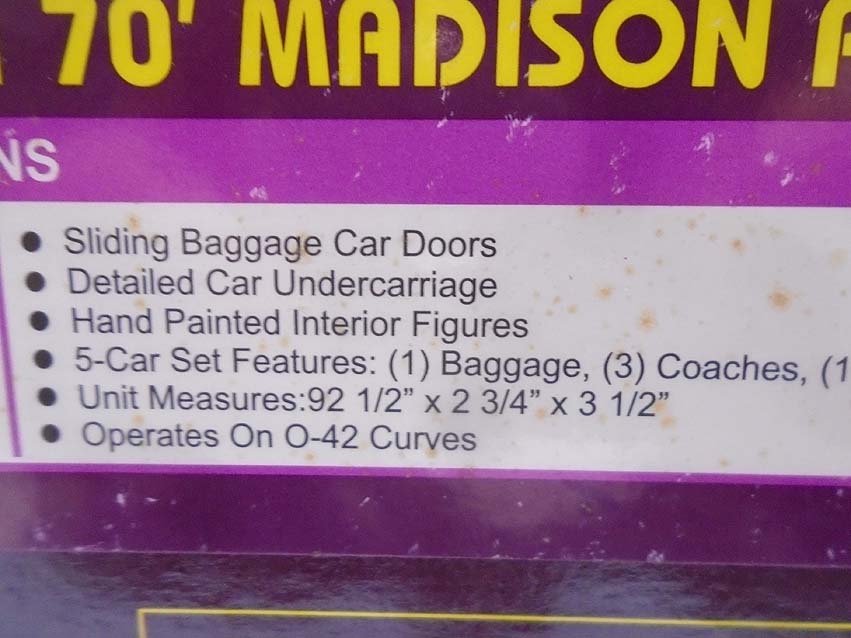 70' MADISON
NS
• Sliding Baggage Car Doors
• Detailed Car Undercarriage
• Hand Painted Interior Figures
• 5-Car Set Features: (1) Baggage, (3) Coaches, (1
• Unit Measures:92 1/2” x 2 3/4” x 3 1/2”
• Operates On O-42 Curves